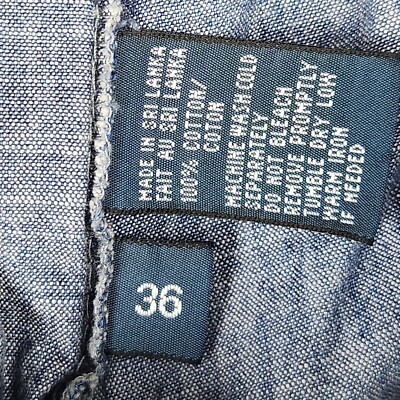 MADE IN SRI LANKA
FAIT AU SRI LANKA
100% COTTON/
COTON
MACHINE WASH COLD
SEPARATELY
DO NOT BLEACH
REMOVE PROMPTLY
TUMBLE DRY LOW
WARM IRON
IF NEEDED
36